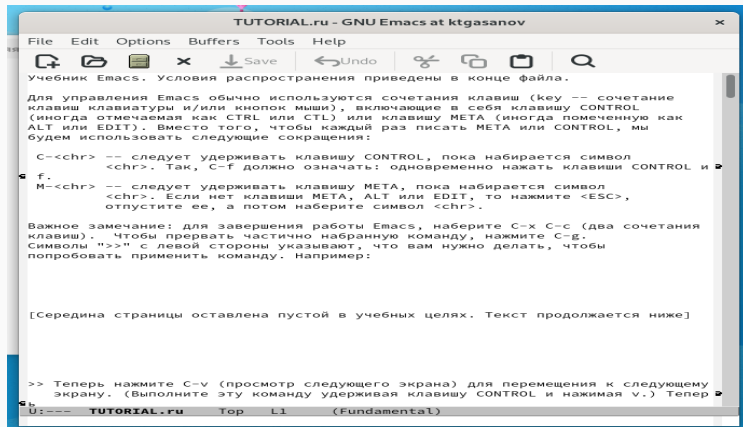 TUTORIAL.ru - GNU Emacs at ktgasanov
File Edit Options Buffers Tools Help
Save Undo
Учебник Emacs. Условия распространения приведены в конце файла.
Для управления Emacs обычно используются сочетания клавиш (key -- сочетание
клавиш клавиатуры и/или кнопок мыши), включающие в себя клавишу CONTROL
(иногда отмечаемая как CTRL или CTL) или клавишу META (иногда помеченную как
ALT или EDIT). Вместо того, чтобы каждый раз писать META или CONTROL, мы
будем использовать следующие сокращения:
C-<chr> -- следует удерживать клавишу CONTROL, пока набирается символ
<chr>. Так, C-f должно означать: одновременно нажать клавиши CONTROL и
f.
M-<chr> -- следует удерживать клавишу META, пока набирается символ
<chr>. Если нет клавиши META, ALT или EDIT, то нажмите <ESC>,
отпустите ее, а потом наберите символ <chr>.
Важное замечание: для завершения работы Emacs, наберите C-x C-c (два сочетания
клавиш). Чтобы прервать частично набранную команду, нажмите C-g.
Символы ">>" с левой стороны указывают, что вам нужно делать, чтобы
попробовать применить команду. Например:
[Середина страницы оставлена пустой в учебных целях. Текст продолжается ниже]
>> Теперь нажмите C-v (просмотр следующего экрана) для перемещения к следующему
экрану. (Выполните эту команду удерживая клавишу CONTROL и нажимая v.) Тепер
ь
U:--- TUTORIAL.ru Top L1 (Fundamental)